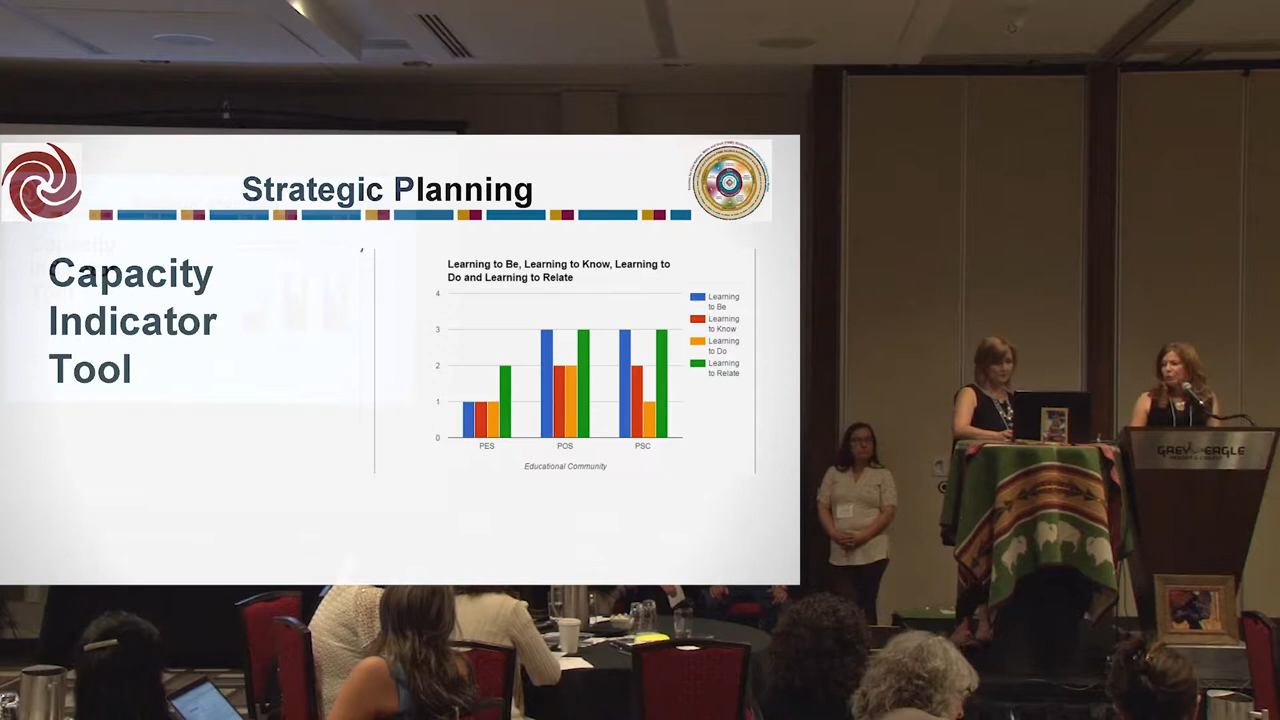 Strategic Planning
Capacity
Indicator
Tool
Learning to Be, Learning to Know, Learning to
Do and Learning to Relate
4
3
2
1
0
PES
POS
PSC
Educational Community
Learning
to Be
Learning
to Know
Learning
to Do
Learning
to Relate
GREY EAGLE